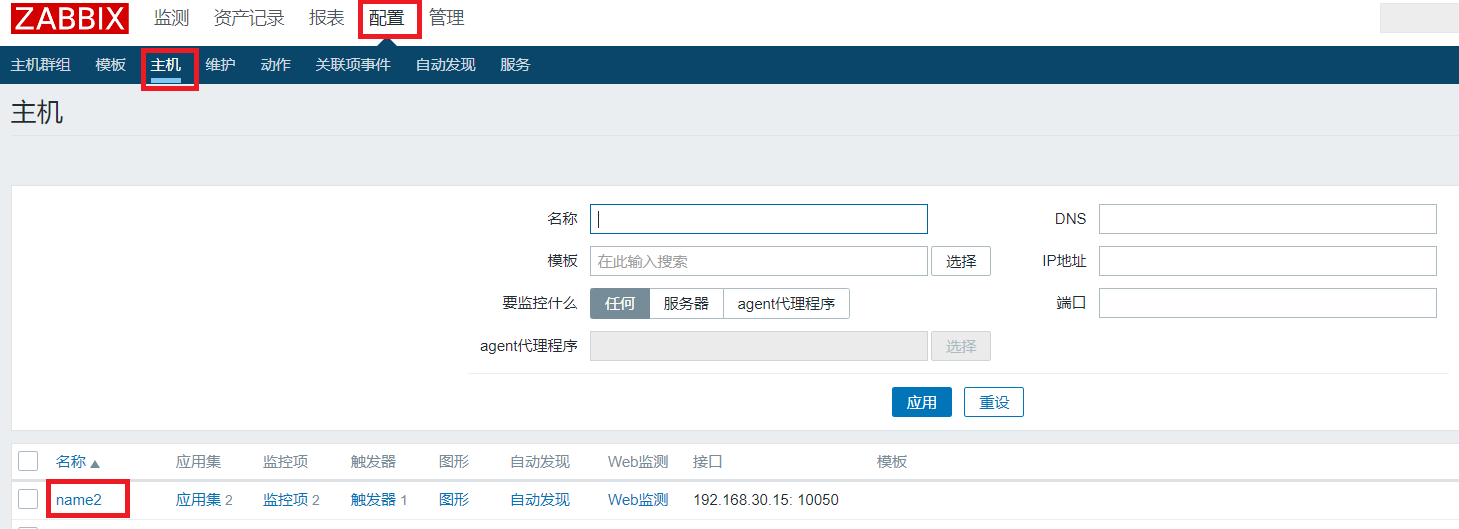 ZABBIX 监测 资产记录 报表 配置 管理
主机群组 模板 主机 维护 动作 关联项事件 自动发现 服务
主机
名称 DNS
模板 在此输入搜索 选择 IP地址
要监控什么 任何 服务器 agent代理程序 端口
agent代理程序 选择
应用 重设
名称▲ 应用集 监控项 触发器 图形 自动发现 Web监测 接口 模板
name2 应用集 2 监控项 2 触发器 1 图形 自动发现 Web监测 192.168.30.15: 10050